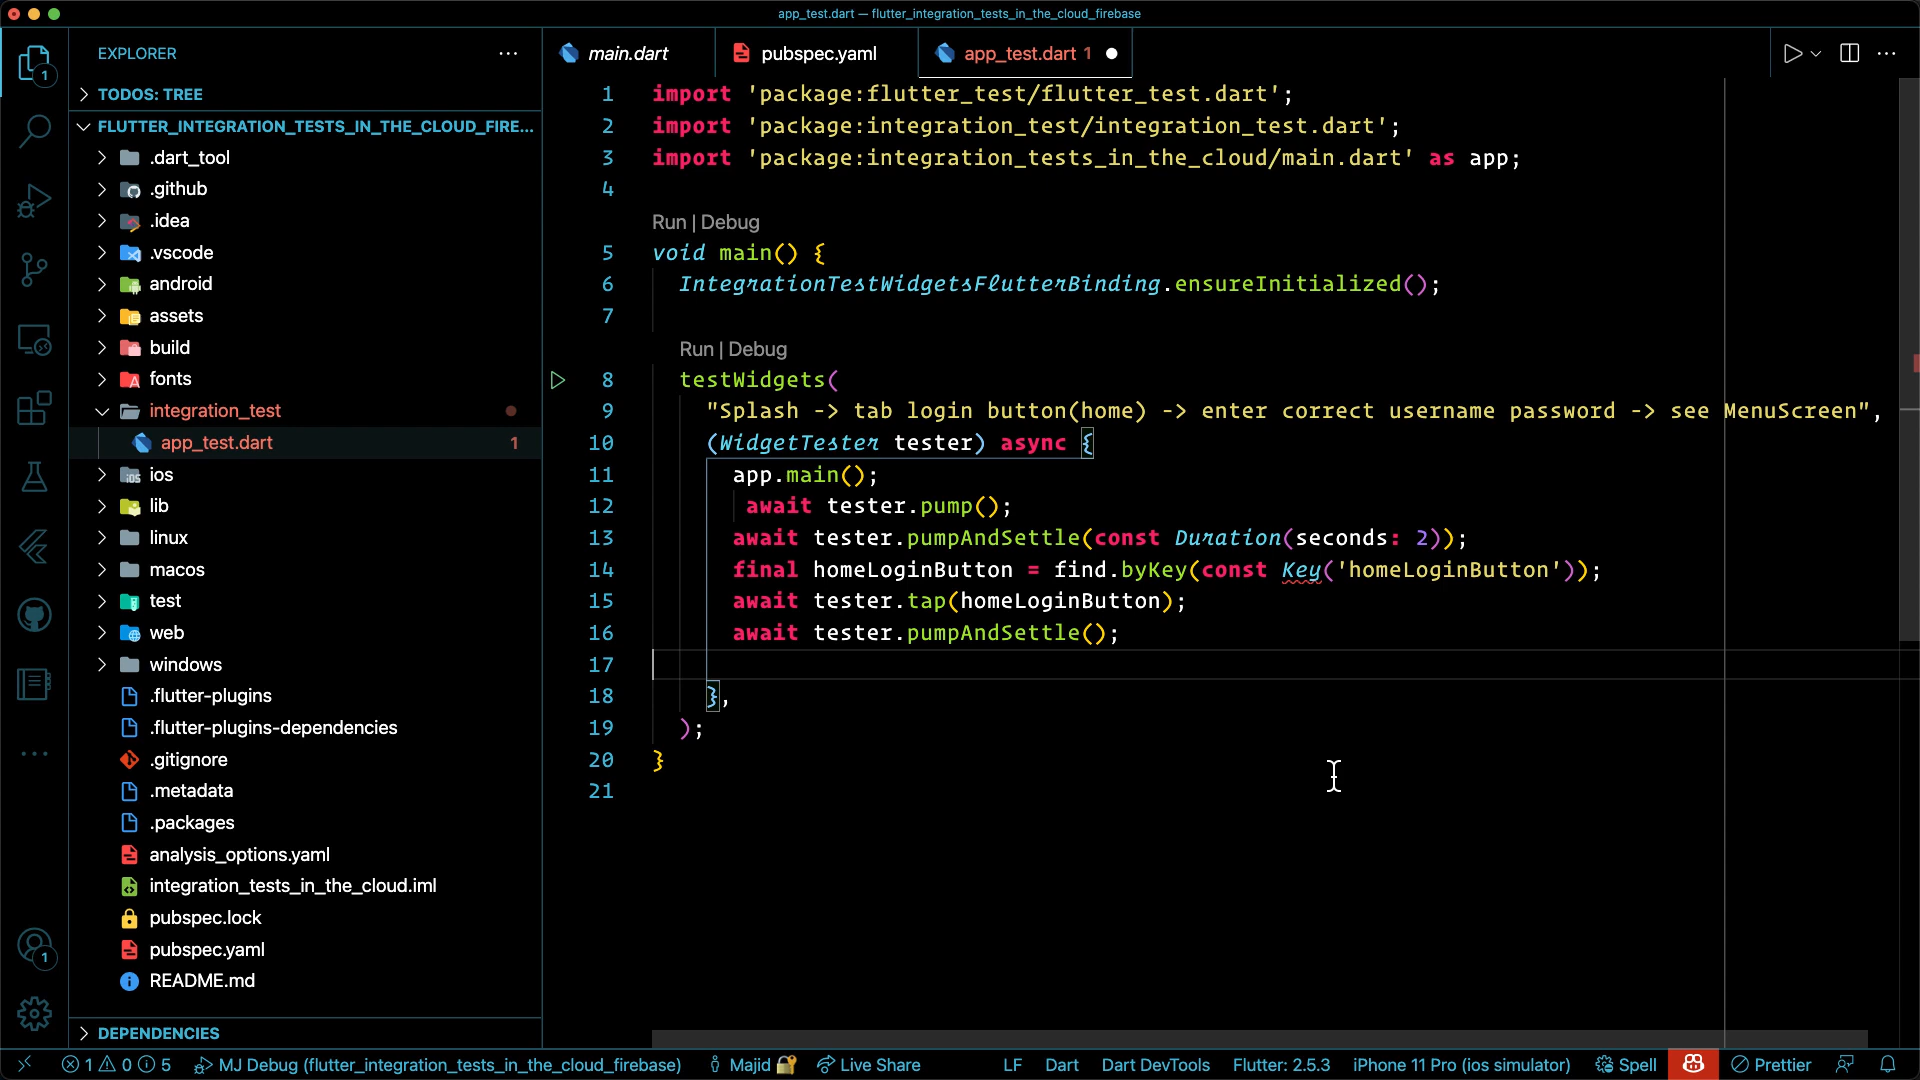 app_test.dart — flutter_integration_tests_in_the_cloud_firebase
EXPLORER
TODOS: TREE
FLUTTER_INTEGRATION_TESTS_IN_THE_CLOUD_FIRE...
.dart_tool
.github
.idea
.vscode
android
assets
build
fonts
integration_test
app_test.dart 1
ios
lib
linux
macos
test
web
windows
.flutter-plugins
.flutter-plugins-dependencies
.gitignore
.metadata
.packages
analysis_options.yaml
integration_tests_in_the_cloud.iml
pubspec.lock
pubspec.yaml
README.md
DEPENDENCIES
1
1
main.dart
pubspec.yaml
app_test.dart 1
1 import 'package:flutter_test/flutter_test.dart';
2 import 'package:integration_test/integration_test.dart';
3 import 'package:integration_tests_in_the_cloud/main.dart' as app;
4
Run | Debug
5 void main() {
6 IntegrationTestWidgetsFlutterBinding.ensureInitialized();
7
Run | Debug
8 testWidgets(
9 "Splash -> tab login button(home) -> enter correct username password -> see MenuScreen",
10 (WidgetTester tester) async {
11 app.main();
12 await tester.pump();
13 await tester.pumpAndSettle(const Duration(seconds: 2));
14 final homeLoginButton = find.byKey(const Key('homeLoginButton'));
15 await tester.tap(homeLoginButton);
16 await tester.pumpAndSettle();
17
18 },
19 );
20 }
21
1 0 5 MJ Debug (flutter_integration_tests_in_the_cloud_firebase) Majid Live Share LF Dart Dart DevTools Flutter: 2.5.3 iPhone 11 Pro (ios simulator) Spell Prettier